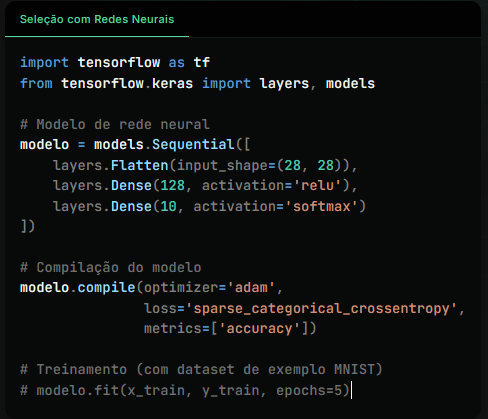 Seleção com Redes Neurais
import tensorflow as tf
from tensorflow.keras import layers, models
# Modelo de rede neural
modelo = models.Sequential([
    layers.Flatten(input_shape=(28, 28)),
    layers.Dense(128, activation='relu'),
    layers.Dense(10, activation='softmax')
])
# Compilação do modelo
modelo.compile(optimizer='adam',
               loss='sparse_categorical_crossentropy',
               metrics=['accuracy'])
# Treinamento (com dataset de exemplo MNIST)
# modelo.fit(x_train, y_train, epochs=5)